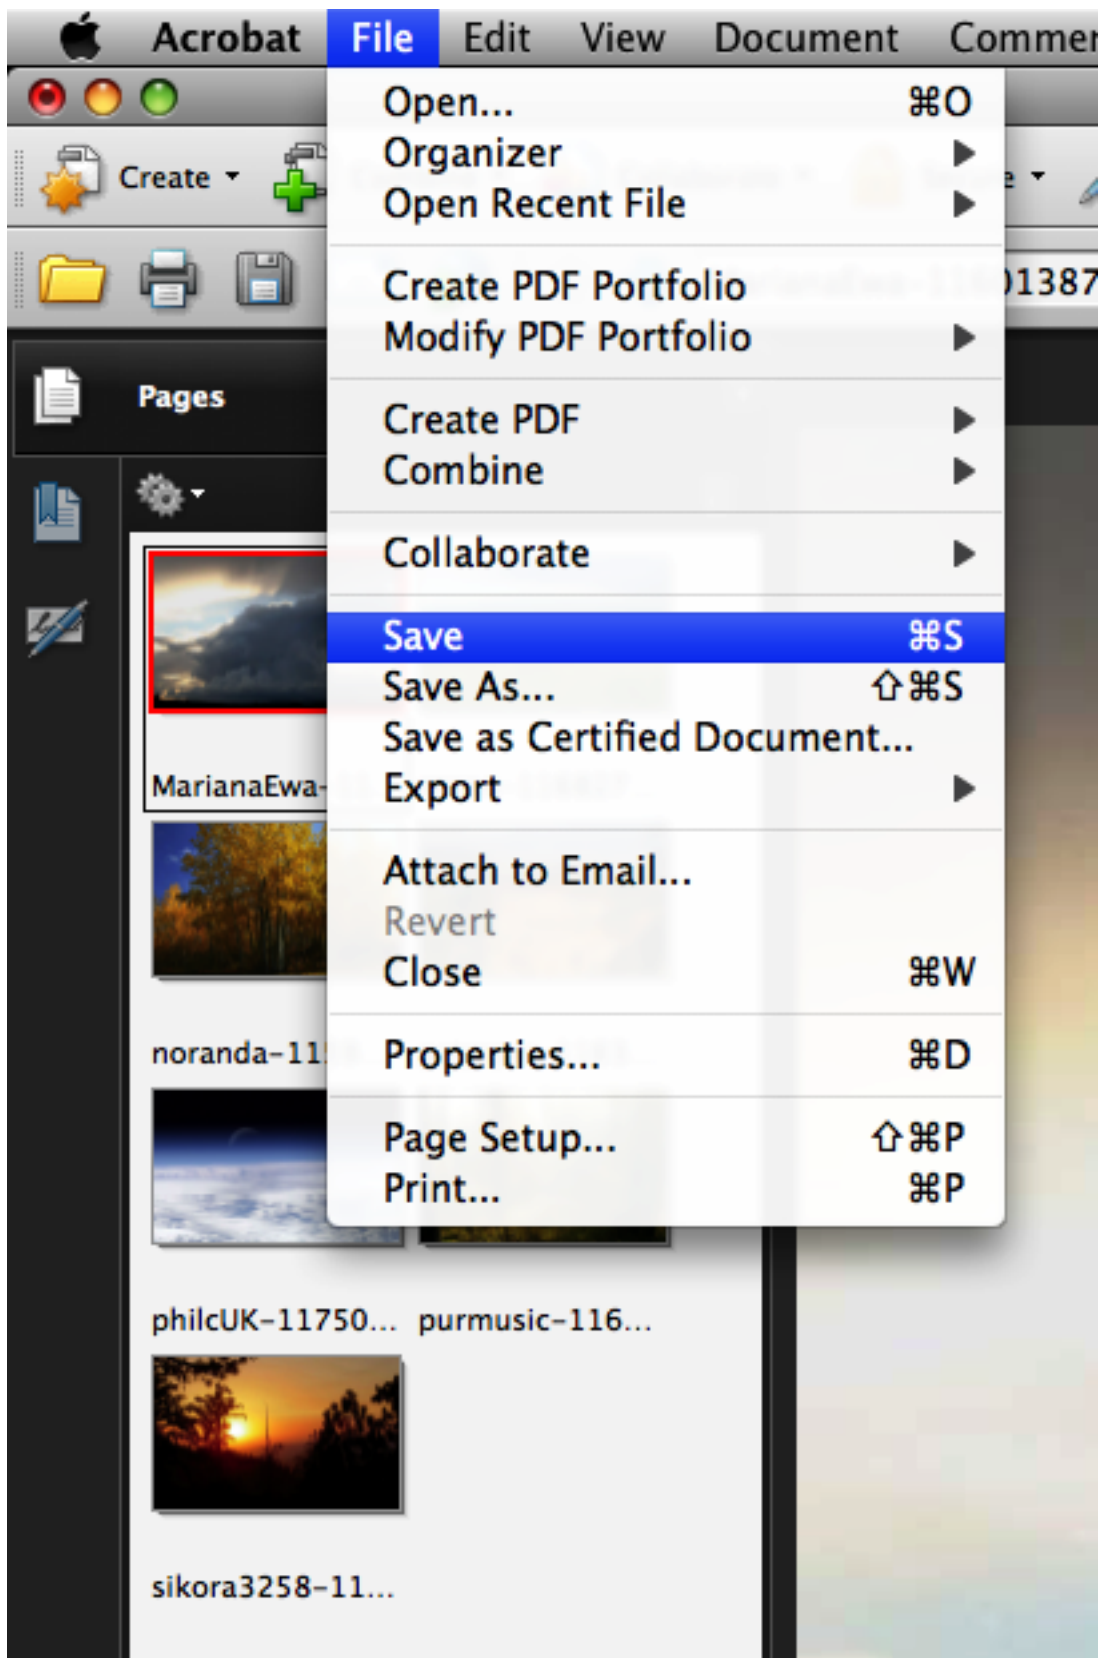 Acrobat File Edit View Document Commer
Open... ⌘O
Organizer
Create
Open Recent File
Create PDF Portfolio
01387
Modify PDF Portfolio
Pages
Create PDF
Combine
Collaborate
Save ⌘S
Save As... ⇧⌘S
Save as Certified Document...
MarianaEwa-
Export
Attach to Email...
Revert
Close ⌘W
noranda-11
Properties... ⌘D
Page Setup... ⇧⌘P
Print... ⌘P
philcUK-11750... purmusic-116...
sikora3258-11...